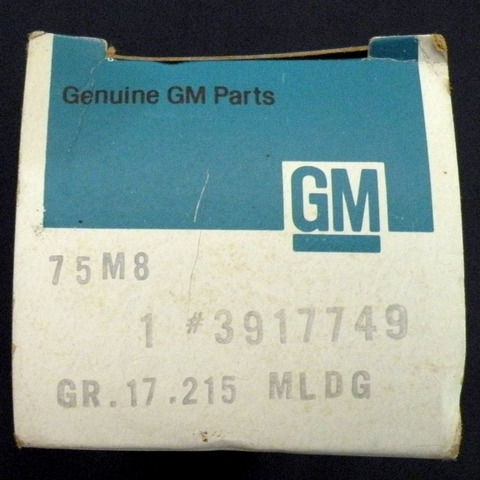 Genuine GM Parts
GM
75M8
1 #3917749
GR.17.215 MLDG